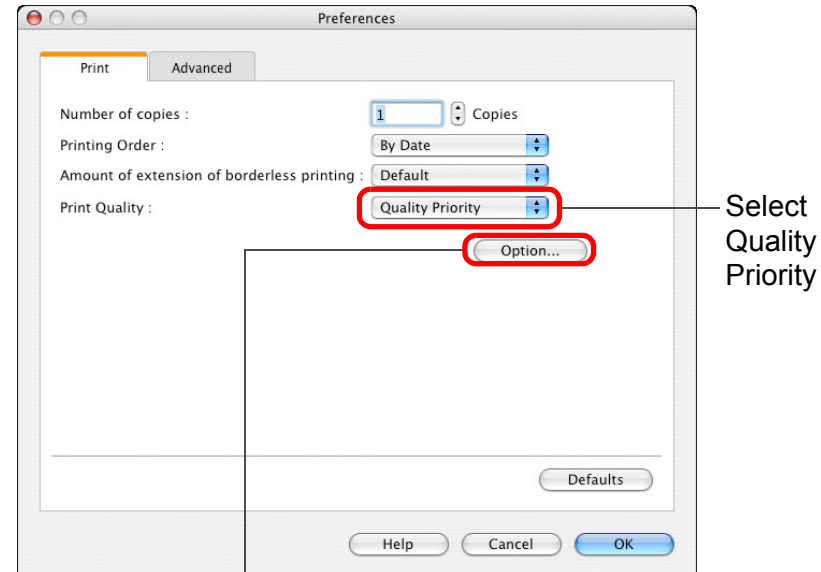 Preferences
Print Advanced
Number of copies : 1 Copies
Printing Order : By Date
Amount of extension of borderless printing : Default
Print Quality : Quality Priority
Option...
Select
Quality
Priority
Defaults
Help Cancel OK